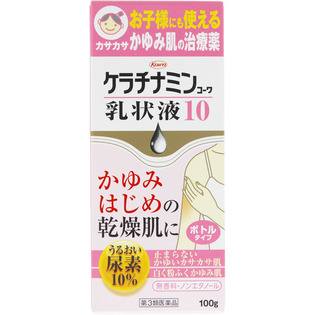 お子様にも使える
カサカサかゆみ肌の治療薬
Kowa
ケラチナミンコーワ
乳状液10
かゆみ
はじめの
乾燥肌に
うるおい
尿素
10%
ボトル
タイプ
止まらない
かゆいカサカサ肌
白く粉ふくかゆみ肌
無香料・ノンエタノール
第3類医薬品
100g